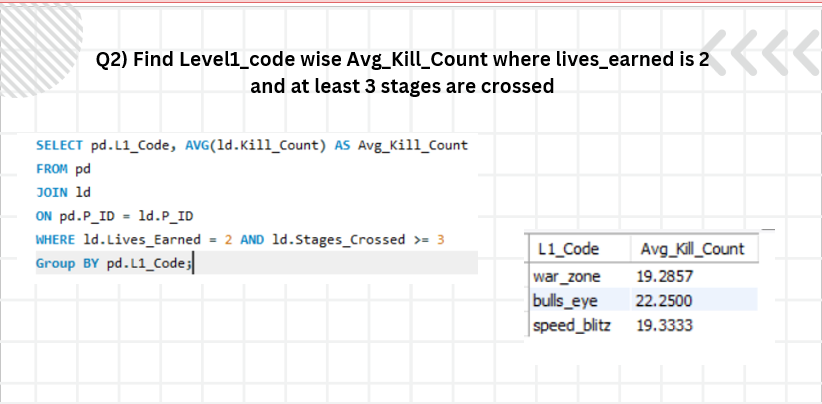 Q2) Find Level1_code wise Avg_Kill_Count where lives_earned is 2
and at least 3 stages are crossed
SELECT pd.L1_Code, AVG(ld.Kill_Count) AS Avg_Kill_Count
FROM pd
JOIN ld
ON pd.P_ID = ld.P_ID
WHERE ld.Lives_Earned = 2 AND ld.Stages_Crossed >= 3
Group BY pd.L1_Code;
L1_Code Avg_Kill_Count
war_zone 19.2857
bulls_eye 22.2500
speed_blitz 19.3333